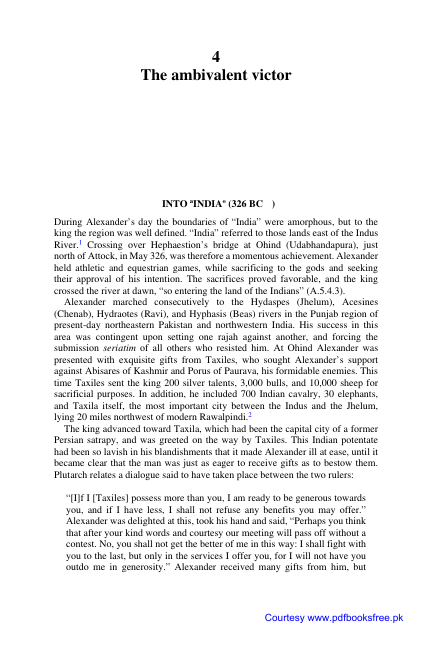 4
The ambivalent victor
INTO “INDIA” (326 BC )
During Alexander’s day the boundaries of “India” were amorphous, but to the
king the region was well defined. “India” referred to those lands east of the Indus
River.1 Crossing over Hephaestion’s bridge at Ohind (Udabhandapura), just
north of Attock, in May 326, was therefore a momentous achievement. Alexander
held athletic and equestrian games, while sacrificing to the gods and seeking
their approval of his intention. The sacrifices proved favorable, and the king
crossed the river at dawn, “so entering the land of the Indians” (A.5.4.3).
Alexander marched consecutively to the Hydaspes (Jhelum), Acesines
(Chenab), Hydraotes (Ravi), and Hyphasis (Beas) rivers in the Punjab region of
present-day northeastern Pakistan and northwestern India. His success in this
area was contingent upon setting one rajah against another, and forcing the
submission seriatim of all others who resisted him. At Ohind Alexander was
presented with exquisite gifts from Taxiles, who sought Alexander’s support
against Abisares of Kashmir and Porus of Paurava, his formidable enemies. This
time Taxiles sent the king 200 silver talents, 3,000 bulls, and 10,000 sheep for
sacrificial purposes. In addition, he included 700 Indian cavalry, 30 elephants,
and Taxila itself, the most important city between the Indus and the Jhelum,
lying 20 miles northwest of modern Rawalpindi.2
The king advanced toward Taxila, which had been the capital city of a former
Persian satrapy, and was greeted on the way by Taxiles. This Indian potentate
had been so lavish in his blandishments that it made Alexander ill at ease, until it
became clear that the man was just as eager to receive gifts as to bestow them.
Plutarch relates a dialogue said to have taken place between the two rulers:
“[I]f I [Taxiles] possess more than you, I am ready to be generous towards
you, and if I have less, I shall not refuse any benefits you may offer.”
Alexander was delighted at this, took his hand and said, “Perhaps you think
that after your kind words and courtesy our meeting will pass off without a
contest. No, you shall not get the better of me in this way: I shall fight with
you to the last, but only in the services I offer you, for I will not have you
outdo me in generosity.” Alexander received many gifts from him, but
Courtesy www.pdfbooksfree.pk